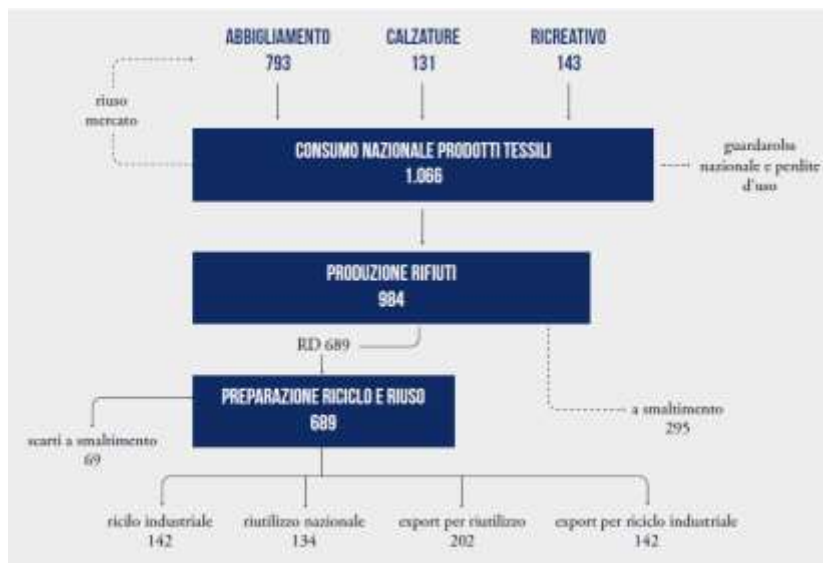 ABBIGLIAMENTO
793
CALZATURE
131
RICREATIVO
143
riuso
mercato
CONSUMO NAZIONALE PRODOTTI TESSILI
1.066
guardaroba
nazionale e perdite
d'uso
PRODUZIONE RIFIUTI
984
RD 689
PREPARAZIONE RICICLO E RIUSO
689
a smaltimento
295
scarti a smaltimento
69
ricilo industriale
142
riutilizzo nazionale
134
export per riutilizzo
202
export per riciclo industriale
142